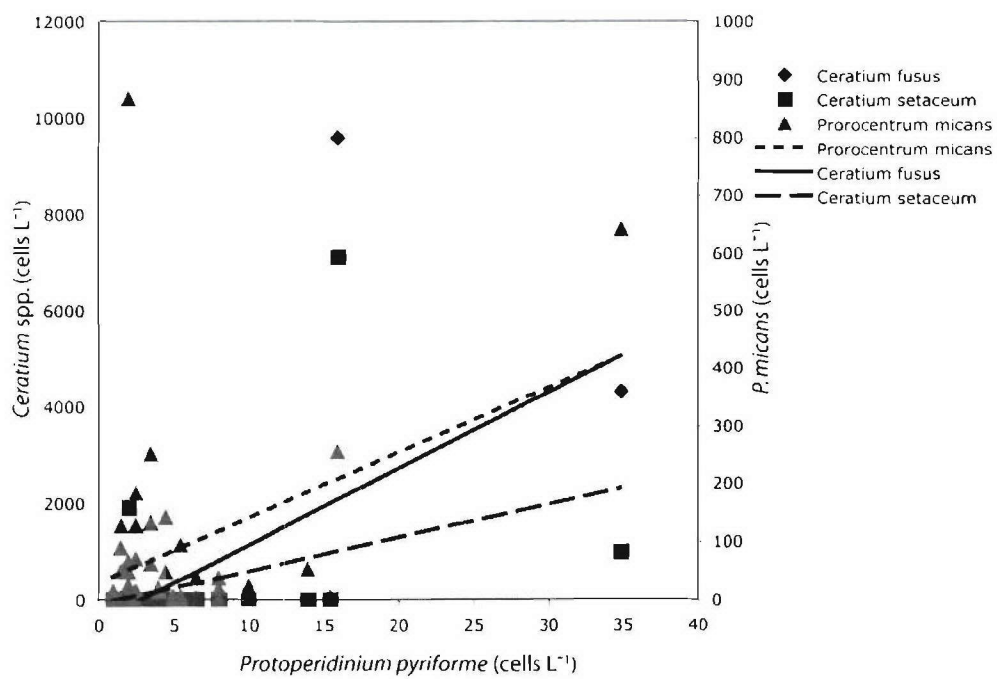 12000
10000
8000
6000
4000
2000
0
Ceratium spp. (cells L⁻¹)
0 5 10 15 20 25 30 35 40
Protoperidinium pyriforme (cells L⁻¹)
1000
900
800
700
600
500
400
300
200
100
0
P.micans (cells L⁻¹)
Ceratium fusus
Ceratium setaceum
Prorocentrum micans
Prorocentrum micans
Ceratium fusus
Ceratium setaceum